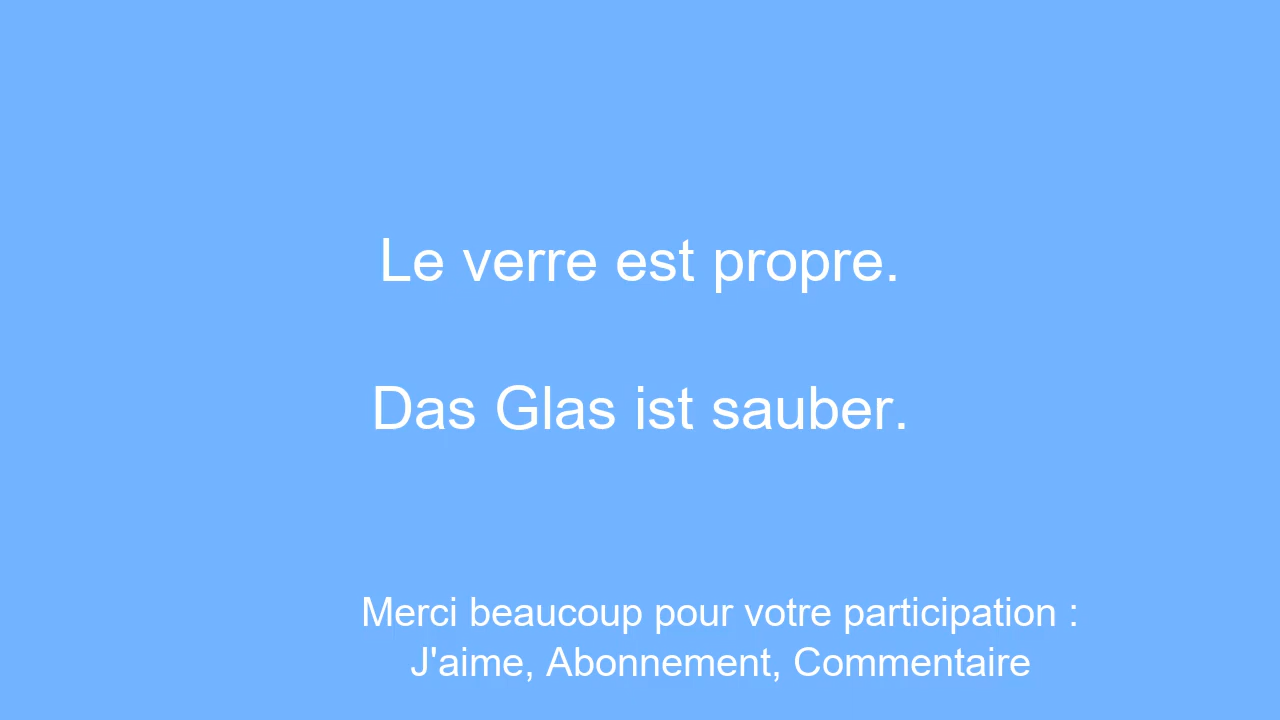 Le verre est propre.
Das Glas ist sauber.
Merci beaucoup pour votre participation :
J'aime, Abonnement, Commentaire